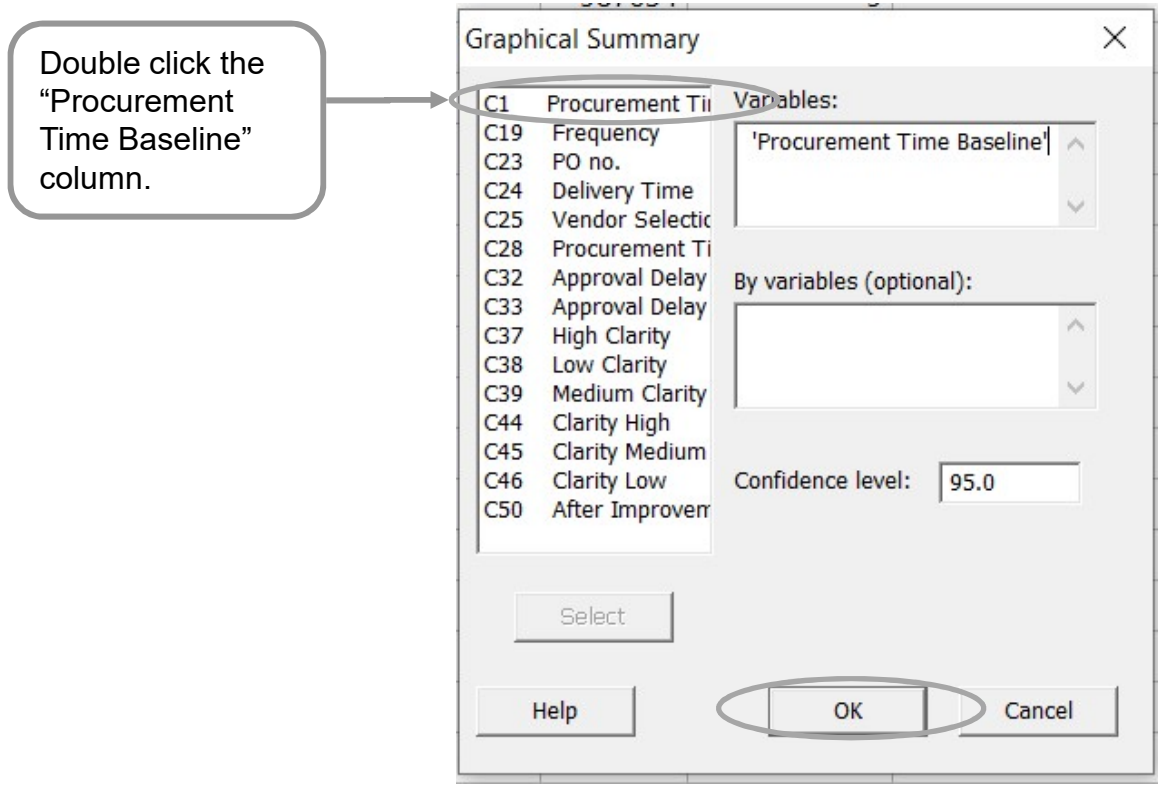 Double click the
“Procurement
Time Baseline”
column.
Graphical Summary
C1 Procurement Ti
C19 Frequency
C23 PO no.
C24 Delivery Time
C25 Vendor Selectic
C28 Procurement Ti
C32 Approval Delay
C33 Approval Delay
C37 High Clarity
C38 Low Clarity
C39 Medium Clarity
C44 Clarity High
C45 Clarity Medium
C46 Clarity Low
C50 After Improvem
Variables:
'Procurement Time Baseline'
By variables (optional):
Confidence level: 95.0
Select
Help OK Cancel